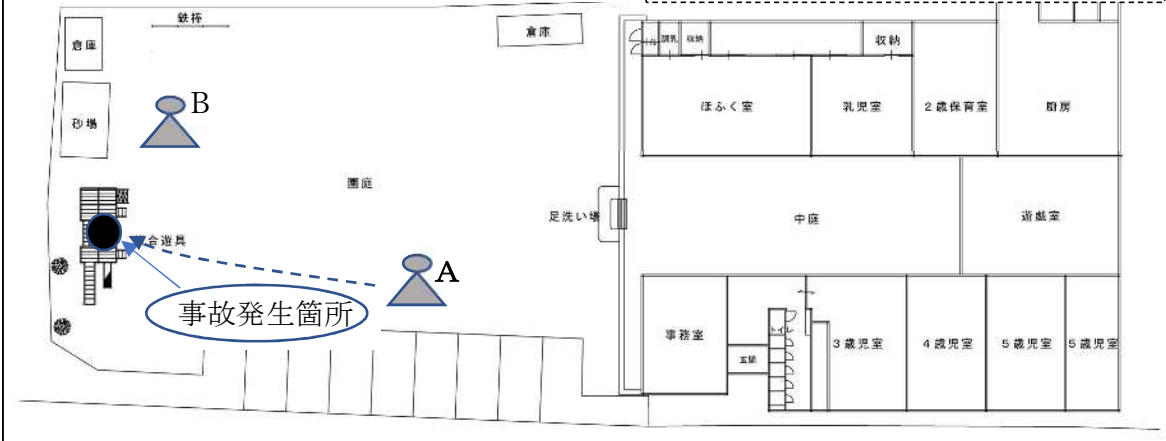 鉄棒
倉庫
倉庫
調乳
収納
収納
B
砂場
ほふく室
乳児室
2歳保育室
厨房
園庭
足洗い場
中庭
遊戯室
合遊具
A
事故発生箇所
事務室
玄関
トイレ
3歳児室
4歳児室
5歳児室
5歳児室